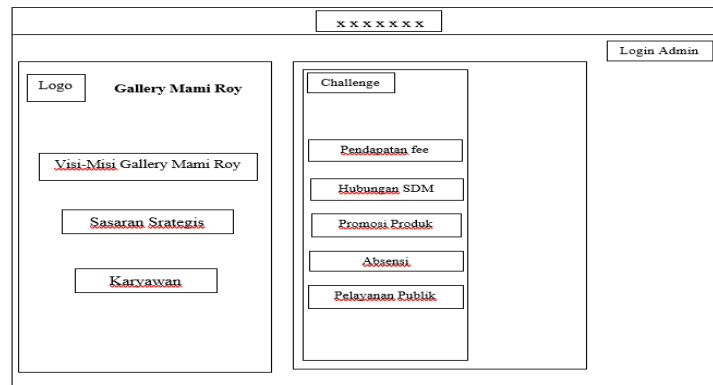 x x x x x x x
Login Admin
Logo
Gallery Mami Roy
Visi-Misi Gallery Mami Roy
Sasaran Srategis
Karyawan
Challenge
Pendapatan fee
Hubungan SDM
Promosi Produk
Absensi
Pelayanan Publik